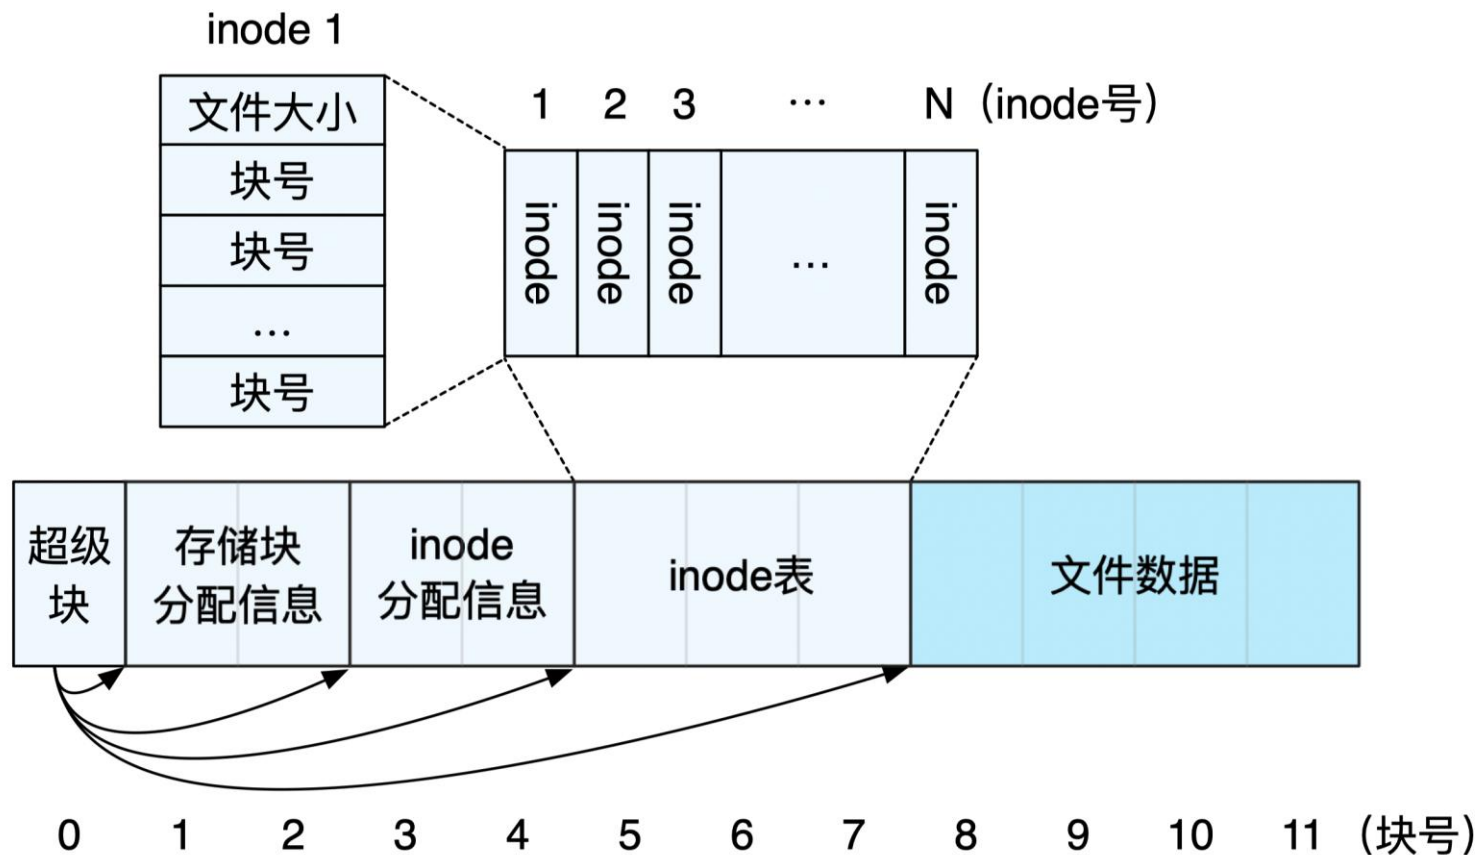 inode 1
文件大小
块号
块号
...
块号
1 2 3 ... N (inode号)
inode inode inode ... inode
超级
块
存储块
分配信息
inode
分配信息
inode表
文件数据
0 1 2 3 4 5 6 7 8 9 10 11 (块号)